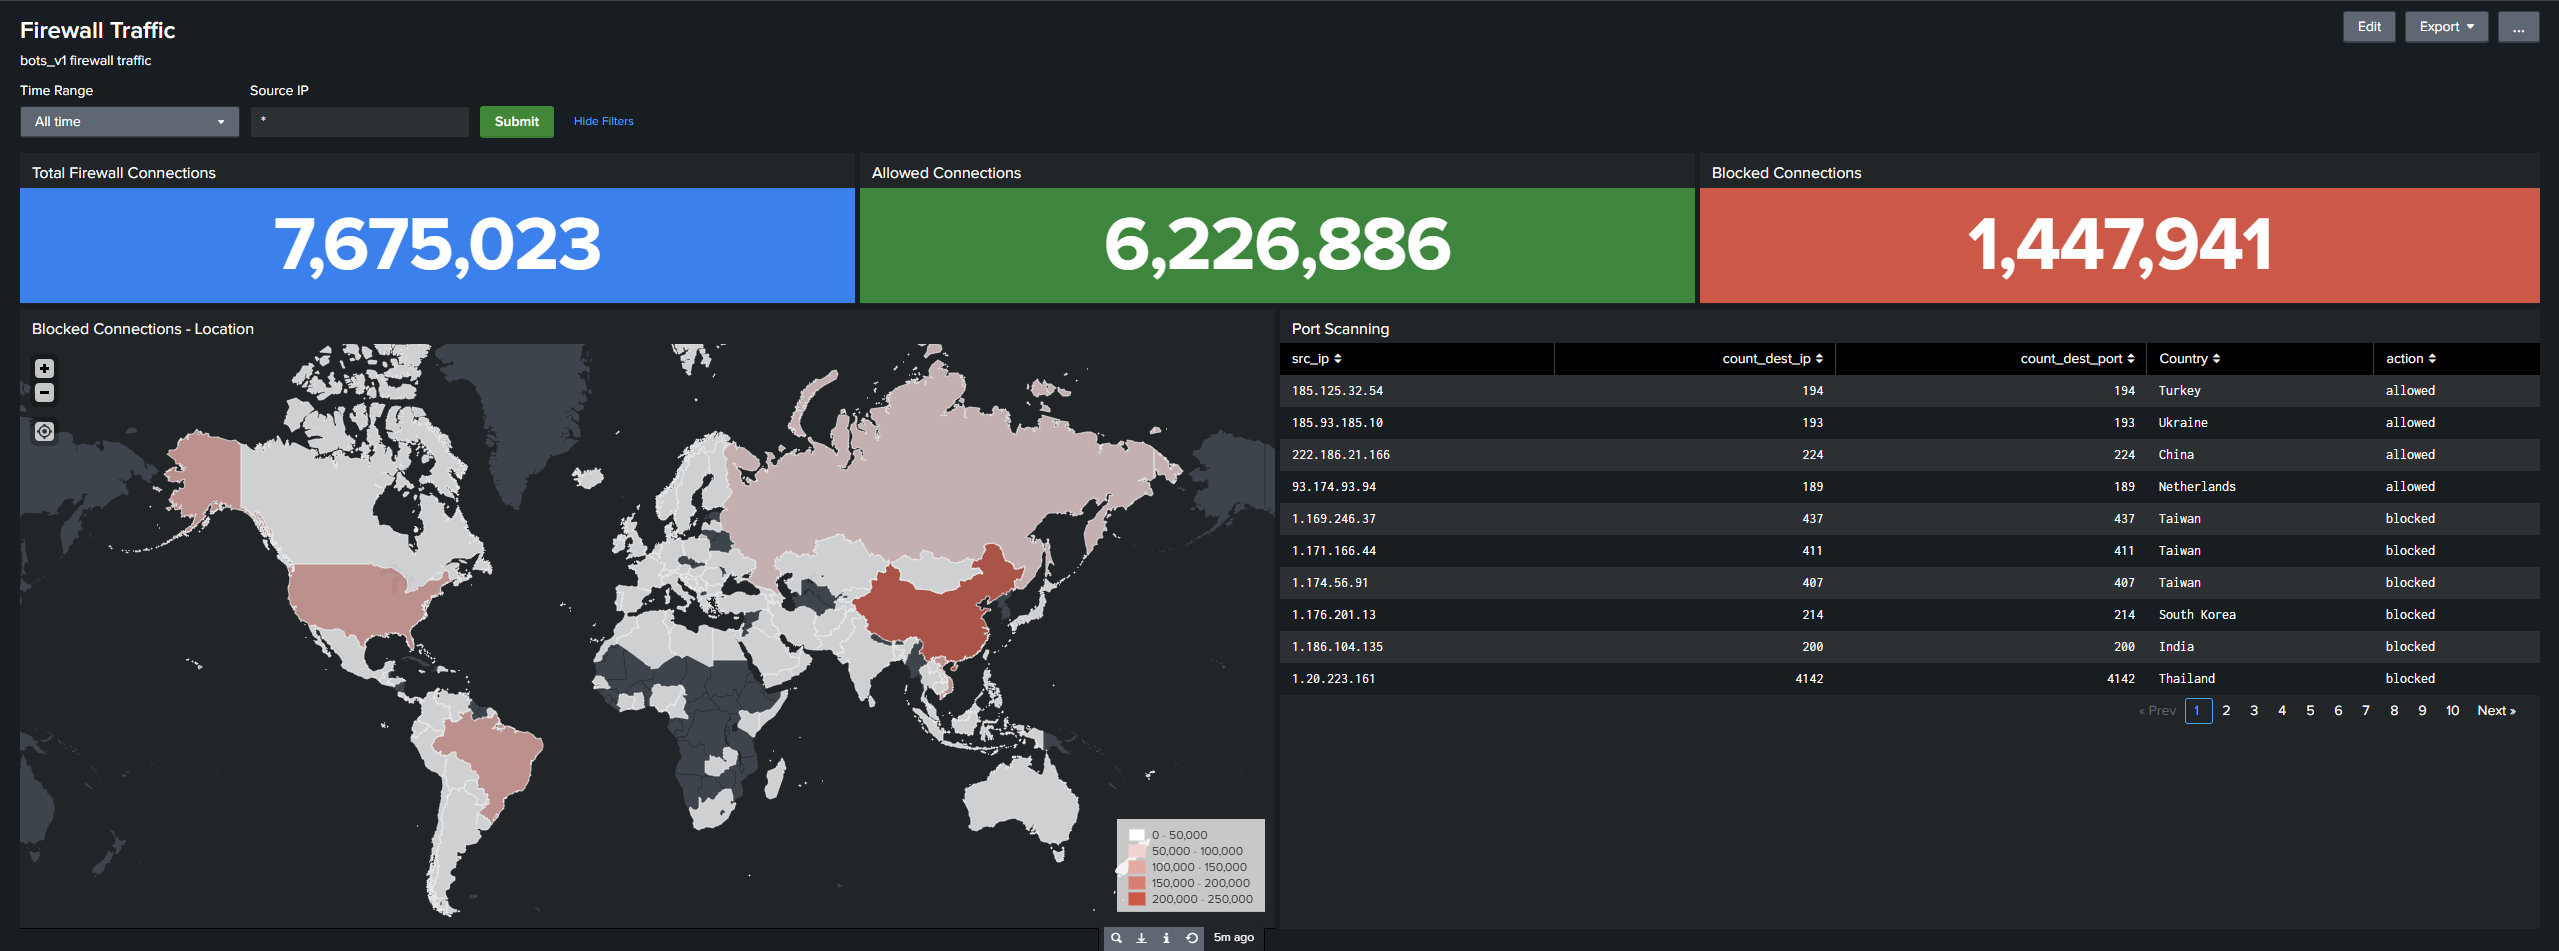 Firewall Traffic
Edit
Export
...
bots_v1 firewall traffic
Time Range
Source IP
All time
*
Submit
Hide Filters
Total Firewall Connections
Allowed Connections
Blocked Connections
7,675,023
6,226,886
1,447,941
Blocked Connections - Location
0 - 50,000
50,000 - 100,000
100,000 - 150,000
150,000 - 200,000
200,000 - 250,000
5m ago
Port Scanning
src_ip count_dest_ip count_dest_port Country action
185.125.32.54 194 194 Turkey allowed
185.93.185.10 193 193 Ukraine allowed
222.186.21.166 224 224 China allowed
93.174.93.94 189 189 Netherlands allowed
1.169.246.37 437 437 Taiwan blocked
1.171.166.44 411 411 Taiwan blocked
1.174.56.91 407 407 Taiwan blocked
1.176.201.13 214 214 South Korea blocked
1.186.104.135 200 200 India blocked
1.20.223.161 4142 4142 Thailand blocked
« Prev 1 2 3 4 5 6 7 8 9 10 Next »